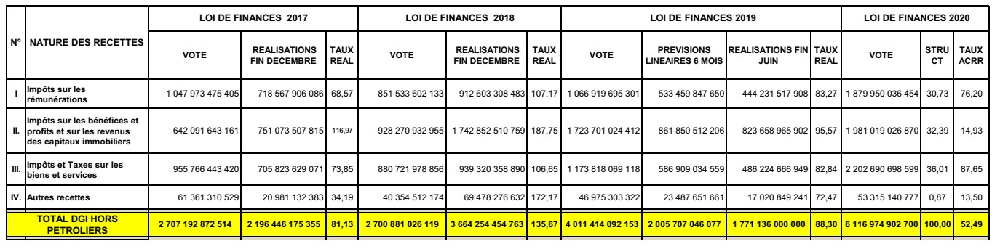 LOI DE FINANCES 2017 LOI DE FINANCES 2018 LOI DE FINANCES 2019 LOI DE FINANCES 2020
N° NATURE DES RECETTES VOTE REALISATIONS FIN DECEMBRE TAUX REAL VOTE REALISATIONS FIN DECEMBRE TAUX REAL VOTE PREVISIONS LINEAIRES 6 MOIS REALISATIONS FIN JUIN TAUX REAL VOTE STRU CT TAUX ACRR
I Impôts sur les rémunérations 1 047 973 475 405 718 567 906 086 68,57 851 533 602 133 912 603 308 483 107,17 1 066 919 695 301 533 459 847 650 444 231 517 908 83,27 1 879 950 036 454 30,73 76,20
II. Impôts sur les bénéfices et profits et sur les revenus des capitaux immobiliers 642 091 643 161 751 073 507 815 116,97 928 270 932 955 1 742 852 510 759 187,75 1 723 701 024 412 861 850 512 206 823 658 965 902 95,57 1 981 019 026 870 32,39 14,93
III. Impôts et Taxes sur les biens et services 955 766 443 420 705 823 629 071 73,85 880 721 978 856 939 320 358 890 106,65 1 173 818 069 118 586 909 034 559 486 224 666 949 82,84 2 202 690 698 599 36,01 87,65
IV. Autres recettes 61 361 310 529 20 981 132 383 34,19 40 354 512 174 69 478 276 632 172,17 46 975 303 322 23 487 651 661 17 020 849 241 72,47 53 315 140 777 0,87 13,50
TOTAL DGI HORS PETROLIERS 2 707 192 872 514 2 196 446 175 355 81,13 2 700 881 026 119 3 664 254 454 763 135,67 4 011 414 092 153 2 005 707 046 077 1 771 136 000 000 88,30 6 116 974 902 700 100,00 52,49